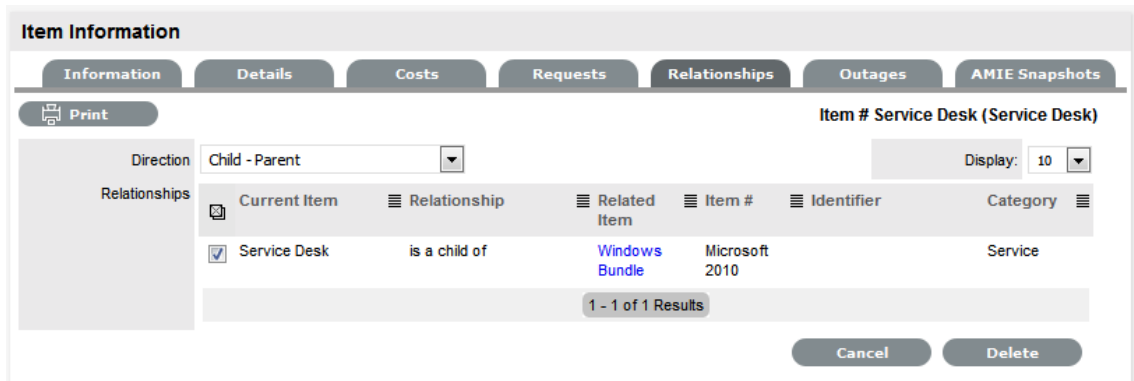 Item Information
Information Details Costs Requests Relationships Outages AMIE Snapshots
Print Item # Service Desk (Service Desk)
Direction Child - Parent Display: 10
Relationships Current Item Relationship Related Item # Identifier Category
Item
Service Desk is a child of Windows Microsoft Service
Bundle 2010
1 - 1 of 1 Results
Cancel Delete